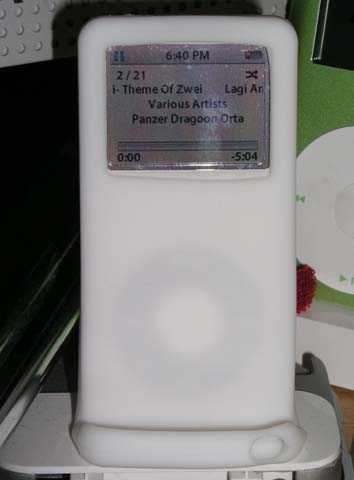 6:40 PM
2 / 21
i- Theme Of Zwei Lagi Ar
Various Artists
Panzer Dragoon Orta
0:00 -5:04